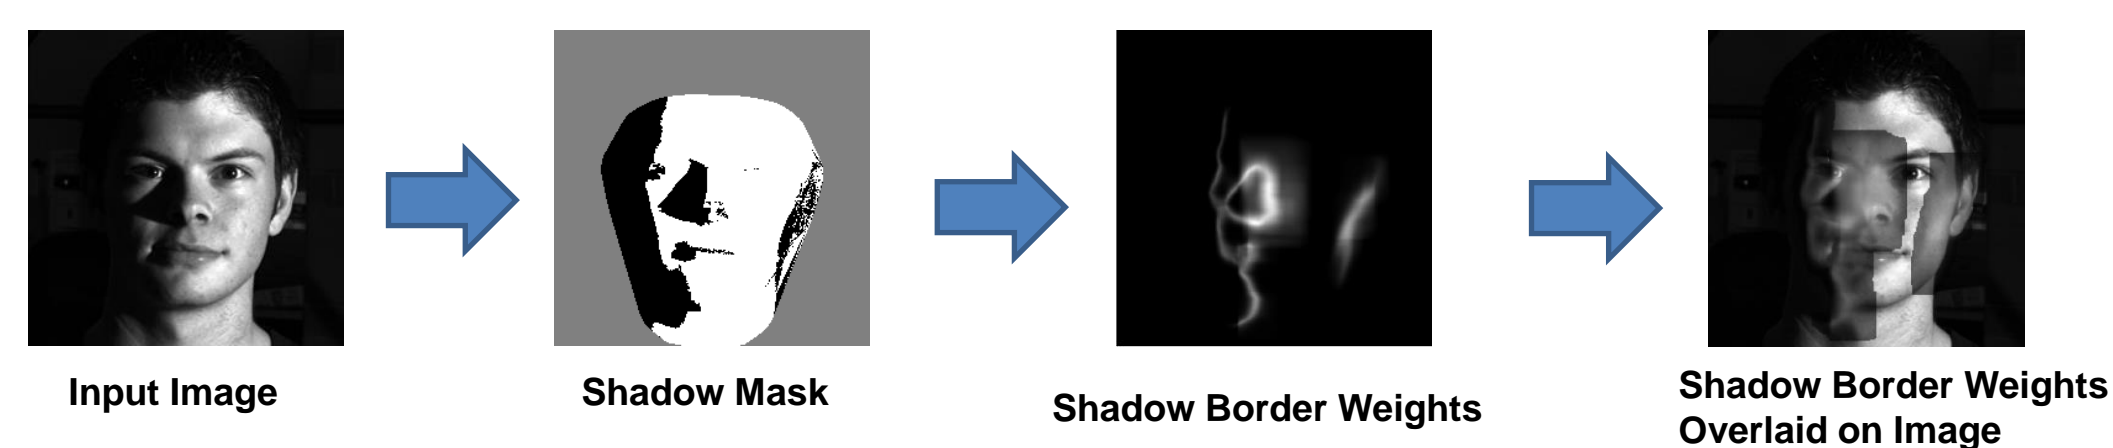 Input Image
Shadow Mask
Shadow Border Weights
Shadow Border Weights
Overlaid on Image